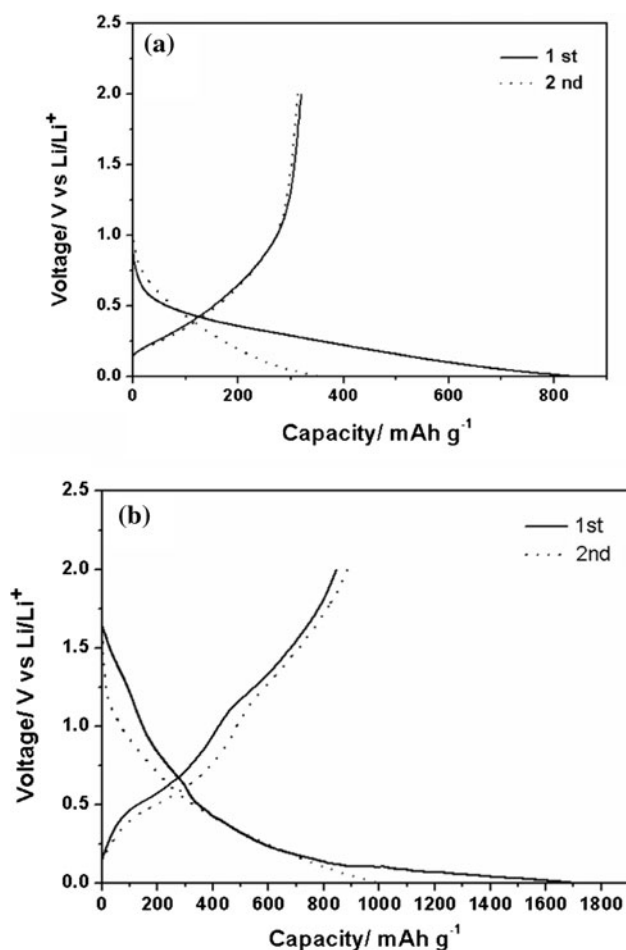 (a)
1 st
2 nd
2.5
2.0
1.5
1.0
0.5
0.0
Voltage/ V vs Li/Li⁺
0 200 400 600 800
Capacity/ mAh g⁻¹
(b)
1st
2nd
2.5
2.0
1.5
1.0
0.5
0.0
Voltage/ V vs Li/Li⁺
0 200 400 600 800 1000 1200 1400 1600 1800
Capacity/ mAh g⁻¹